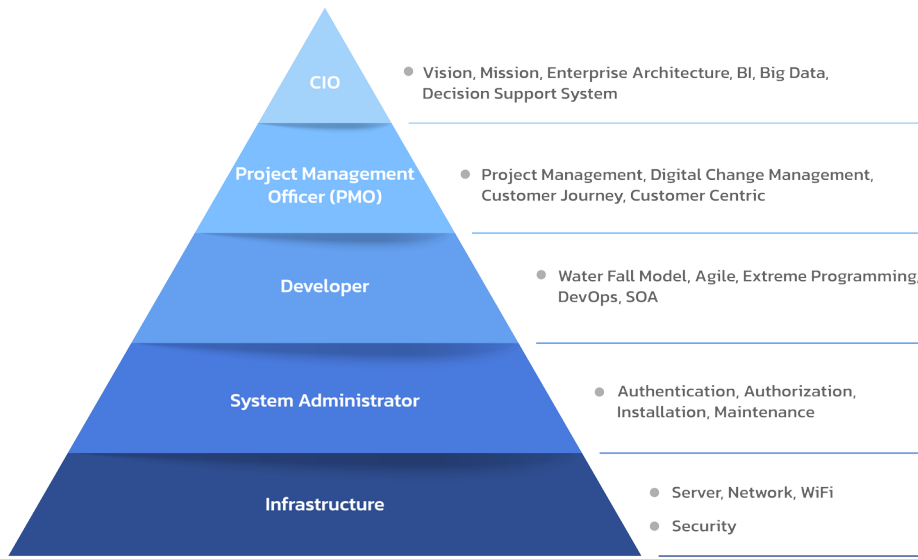 CIO
Vision, Mission, Enterprise Architecture, BI, Big Data,
Decision Support System
Project Management
Officer (PMO)
Project Management, Digital Change Management,
Customer Journey, Customer Centric
Developer
Water Fall Model, Agile, Extreme Programming,
DevOps, SOA
System Administrator
Authentication, Authorization,
Installation, Maintenance
Infrastructure
Server, Network, WiFi
Security